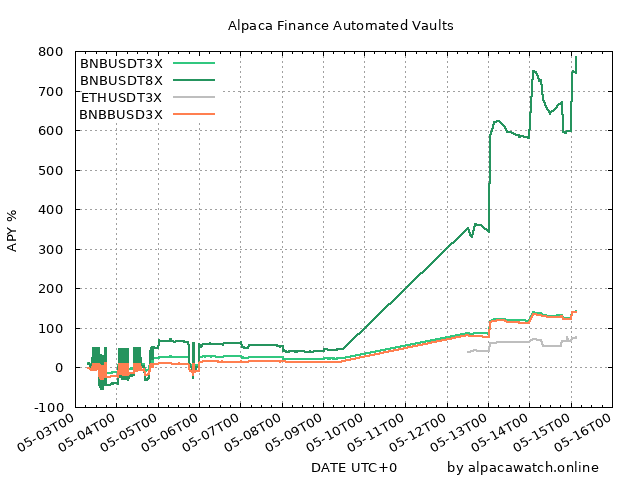 Alpaca Finance Automated Vaults
800
700
600
500
400
300
200
100
0
-100
APY %
BNBUSDT3X
BNBUSDT8X
ETHUSDT3X
BNBBUSD3X
05-03T00
05-04T00
05-05T00
05-06T00
05-07T00
05-08T00
05-09T00
05-10T00
05-11T00
05-12T00
05-13T00
05-14T00
05-15T00
05-16T00
DATE UTC+0
by alpacawatch.online